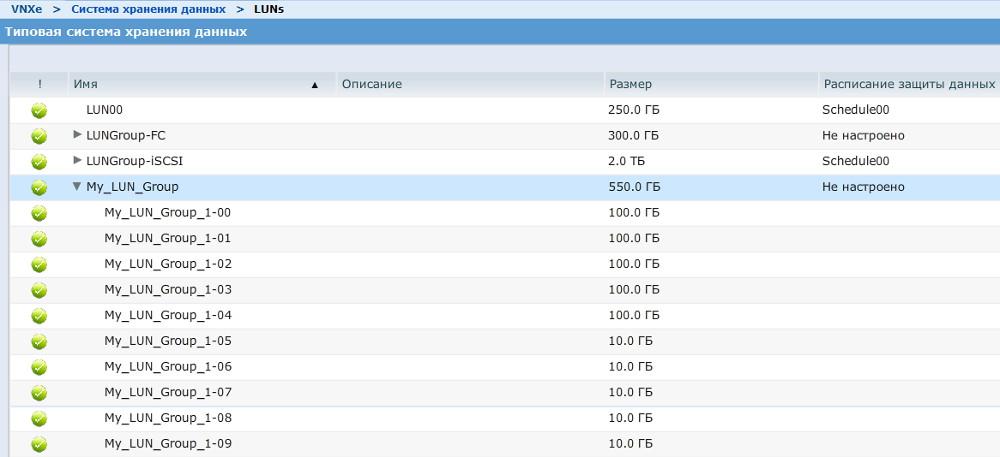 VNXe > Система хранения данных > LUNs
Типовая система хранения данных
! Имя ▲ Описание Размер Расписание защиты данных
LUN00 250.0 ГБ Schedule00
LUNGroup-FC 300.0 ГБ Не настроено
LUNGroup-iSCSI 2.0 ТБ Schedule00
My_LUN_Group 550.0 ГБ Не настроено
My_LUN_Group_1-00 100.0 ГБ
My_LUN_Group_1-01 100.0 ГБ
My_LUN_Group_1-02 100.0 ГБ
My_LUN_Group_1-03 100.0 ГБ
My_LUN_Group_1-04 100.0 ГБ
My_LUN_Group_1-05 10.0 ГБ
My_LUN_Group_1-06 10.0 ГБ
My_LUN_Group_1-07 10.0 ГБ
My_LUN_Group_1-08 10.0 ГБ
My_LUN_Group_1-09 10.0 ГБ